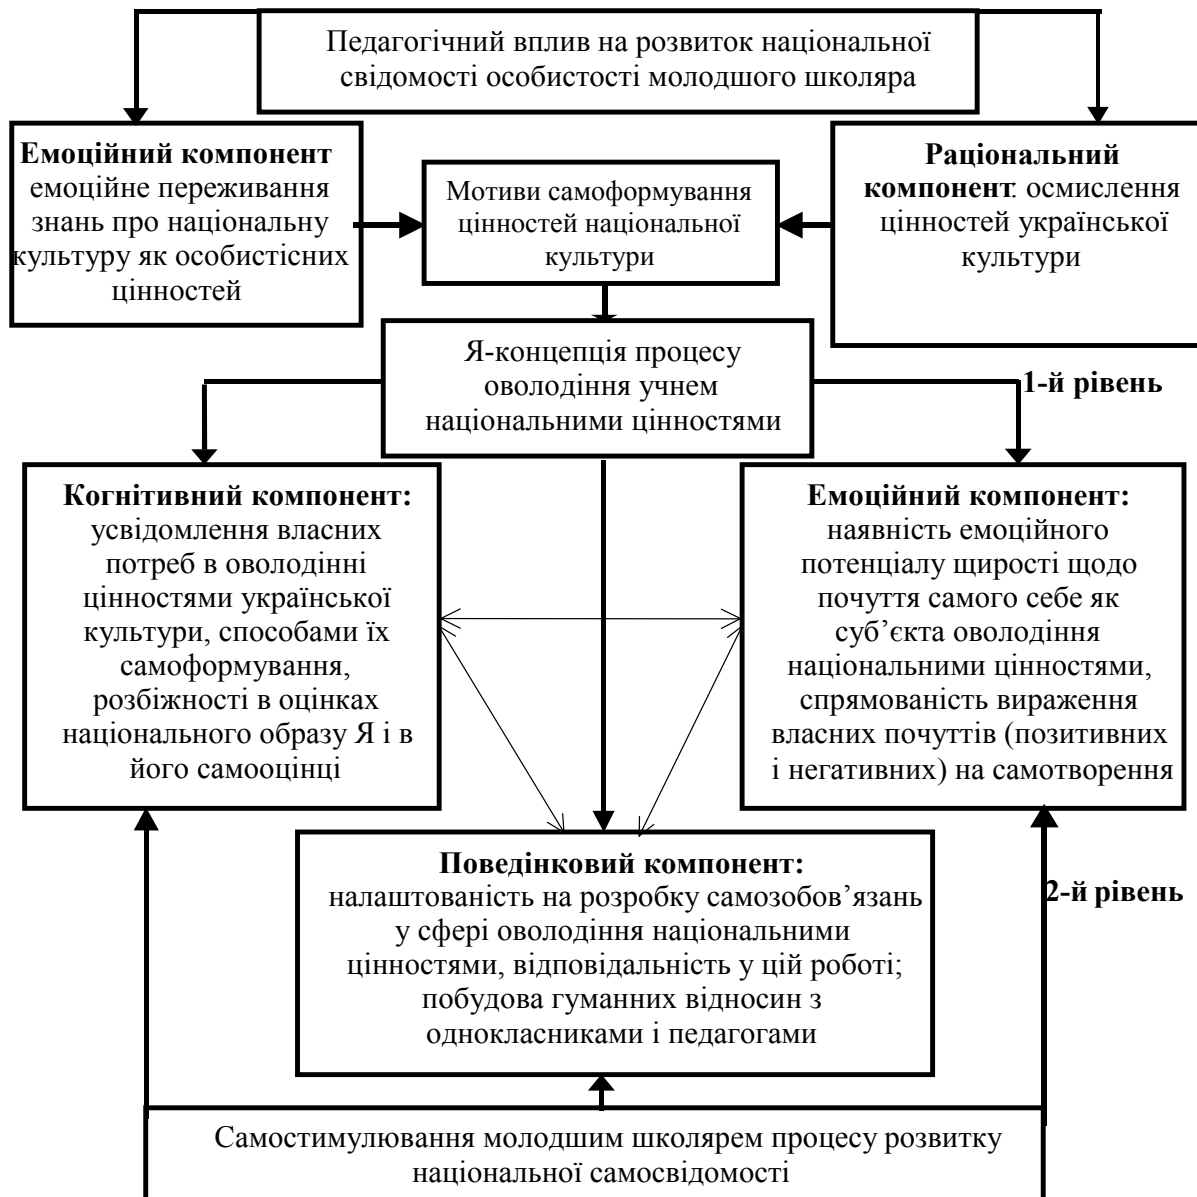 Педагогічний вплив на розвиток національної
свідомості особистості молодшого школяра
Емоційний компонент
емоційне переживання
знань про національну
культуру як особистісних
цінностей
Мотиви самоформування
цінностей національної
культури
Раціональний
компонент: осмислення
цінностей української
культури
Я-концепція процесу
оволодіння учнем
національними цінностями
1-й рівень
Когнітивний компонент:
усвідомлення власних
потреб в оволодінні
цінностями української
культури, способами їх
самоформування,
розбіжності в оцінках
національного образу Я і в
його самооцінці
Емоційний компонент:
наявність емоційного
потенціалу щирості щодо
почуття самого себе як
суб’єкта оволодіння
національними цінностями,
спрямованість вираження
власних почуттів (позитивних
і негативних) на самотворення
Поведінковий компонент:
налаштованість на розробку самозобов’язань
у сфері оволодіння національними
цінностями, відповідальність у цій роботі;
побудова гуманних відносин з
однокласниками і педагогами
2-й рівень
Самостимулювання молодшим школярем процесу розвитку
національної самосвідомості